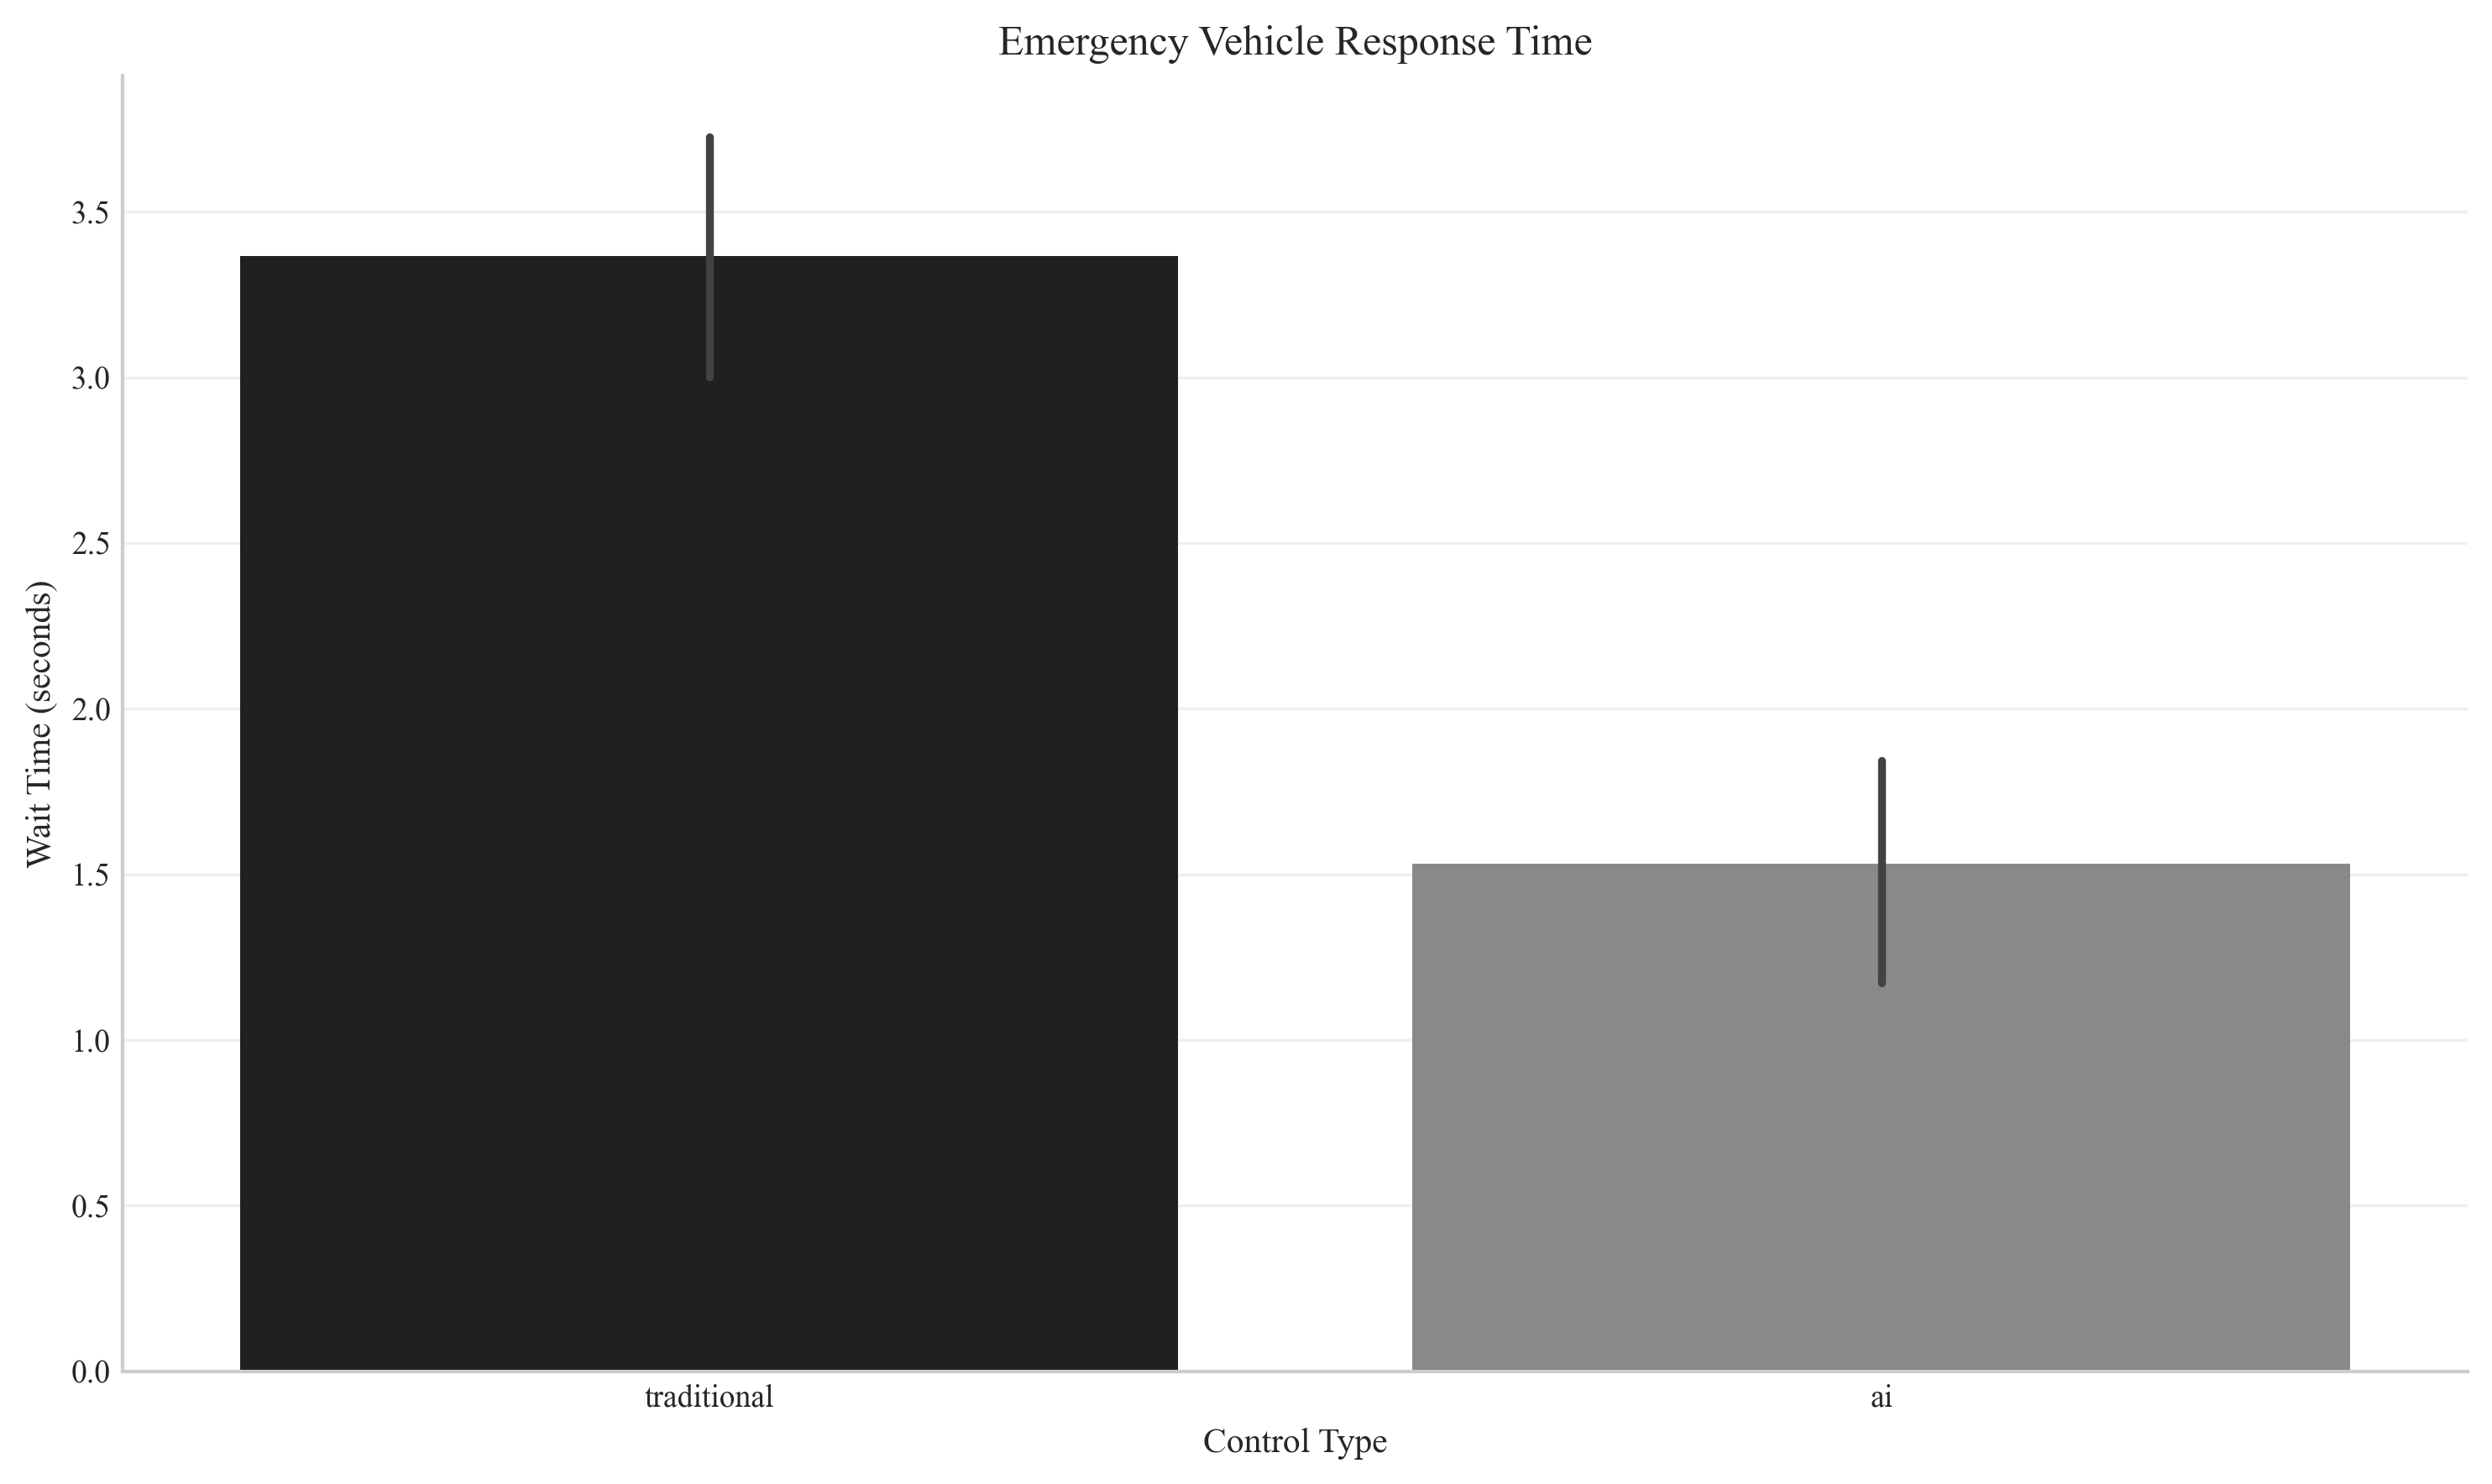 Emergency Vehicle Response Time
Wait Time (seconds)
3.5
3.0
2.5
2.0
1.5
1.0
0.5
0.0
traditional
ai
Control Type